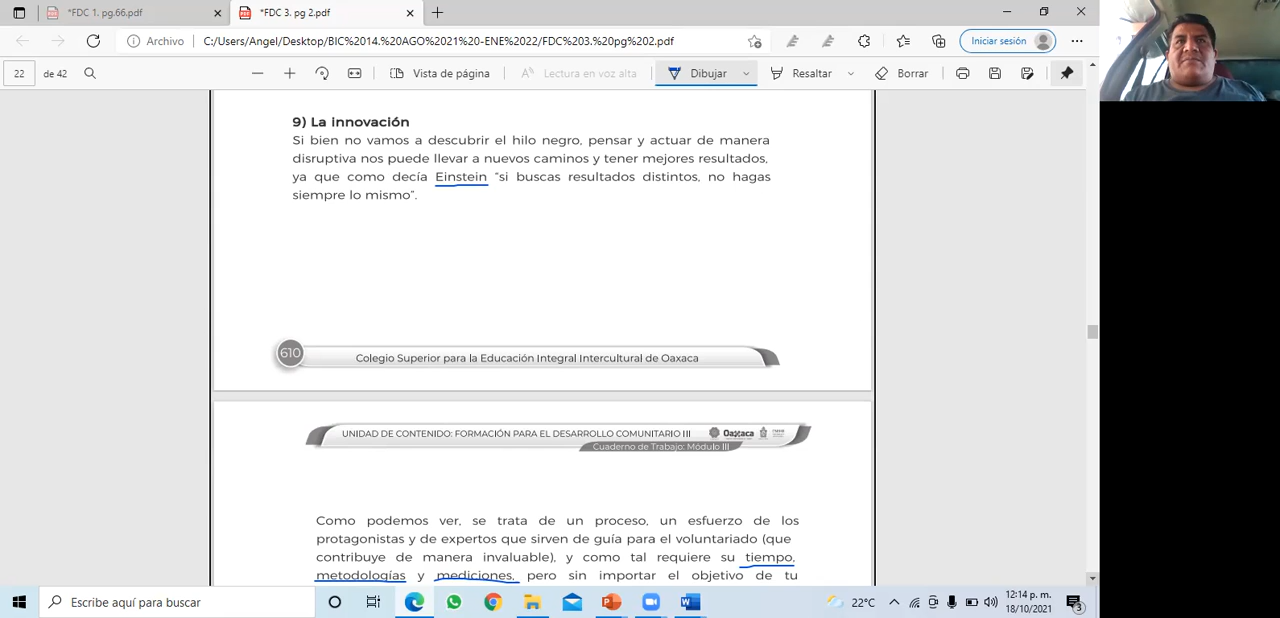 *FDC 1. pg.66.pdf
*FDC 3. pg 2.pdf
Archivo
C:/Users/Angel/Desktop/BIC%2014.%20AGO%2021%20-ENE%2022/FDC%203.%20pg%202.pdf
Iniciar sesión
22 de 42
Vista de página
Lectura en voz alta
Dibujar
Resaltar
Borrar
9) La innovación
Si bien no vamos a descubrir el hilo negro, pensar y actuar de manera
disruptiva nos puede llevar a nuevos caminos y tener mejores resultados,
ya que como decía Einstein "si buscas resultados distintos, no hagas
siempre lo mismo".
610
Colegio Superior para la Educación Integral Intercultural de Oaxaca
UNIDAD DE CONTENIDO: FORMACIÓN PARA EL DESARROLLO COMUNITARIO III
Oaxaca
Cuaderno de Trabajo: Módulo III
Como podemos ver, se trata de un proceso, un esfuerzo de los
protagonistas y de expertos que sirven de guía para el voluntariado (que
contribuye de manera invaluable), y como tal requiere su tiempo,
metodologías y mediciones, pero sin importar el objetivo de tu
Escribe aquí para buscar
22°C
12:14 p. m.
18/10/2021
3